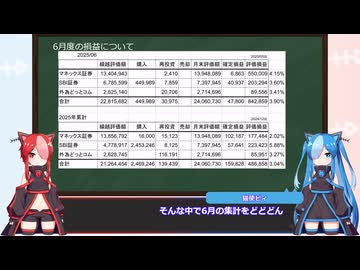 6月度の損益について
2025/06 2025/05比
繰越評価額 購入 再投資 売却 月末評価額 確定損益 評価損益
マネックス証券 13,404,943 2,410 13,948,089 6,863 550,009 4.15%
SBI証券 6,785,789 449,989 7,859 7,397,945 40,937 203,294 3.60%
外為どっとコム 2,625,950 20,706 2,714,696 89,556 3.41%
合計 22,815,682 449,989 30,975 24,060,730 47,800 842,859 3.90%
2025年累計 2024/12比
繰越評価額 購入 再投資 売却 月末評価額 確定損益 評価損益
マネックス証券 13,856,792 16,000 15,123 13,948,089 102,187 177,484 2.02%
SBI証券 4,778,917 2,453,246 8,125 7,397,945 57,641 223,423 5.88%
外為どっとコム 2,628,745 116,191 2,714,696 85,951 3.27%
合計 21,264,454 2,469,246 139,439 24,060,730 159,828 486,858 3.04%
猫使ビィ
そんな中で6月の集計をどどどん